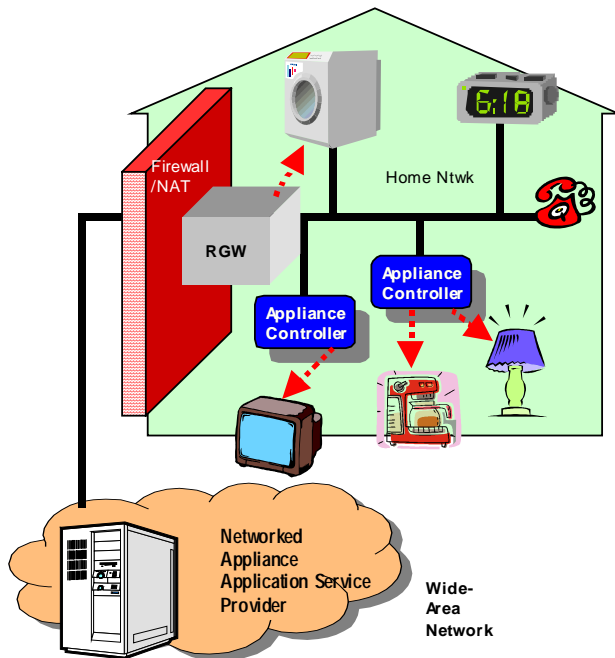 6:18
Firewall
/NAT
Home Ntwk
RGW
Appliance
Controller
Appliance
Controller
Networked
Appliance
Application Service
Provider
Wide-
Area
Network